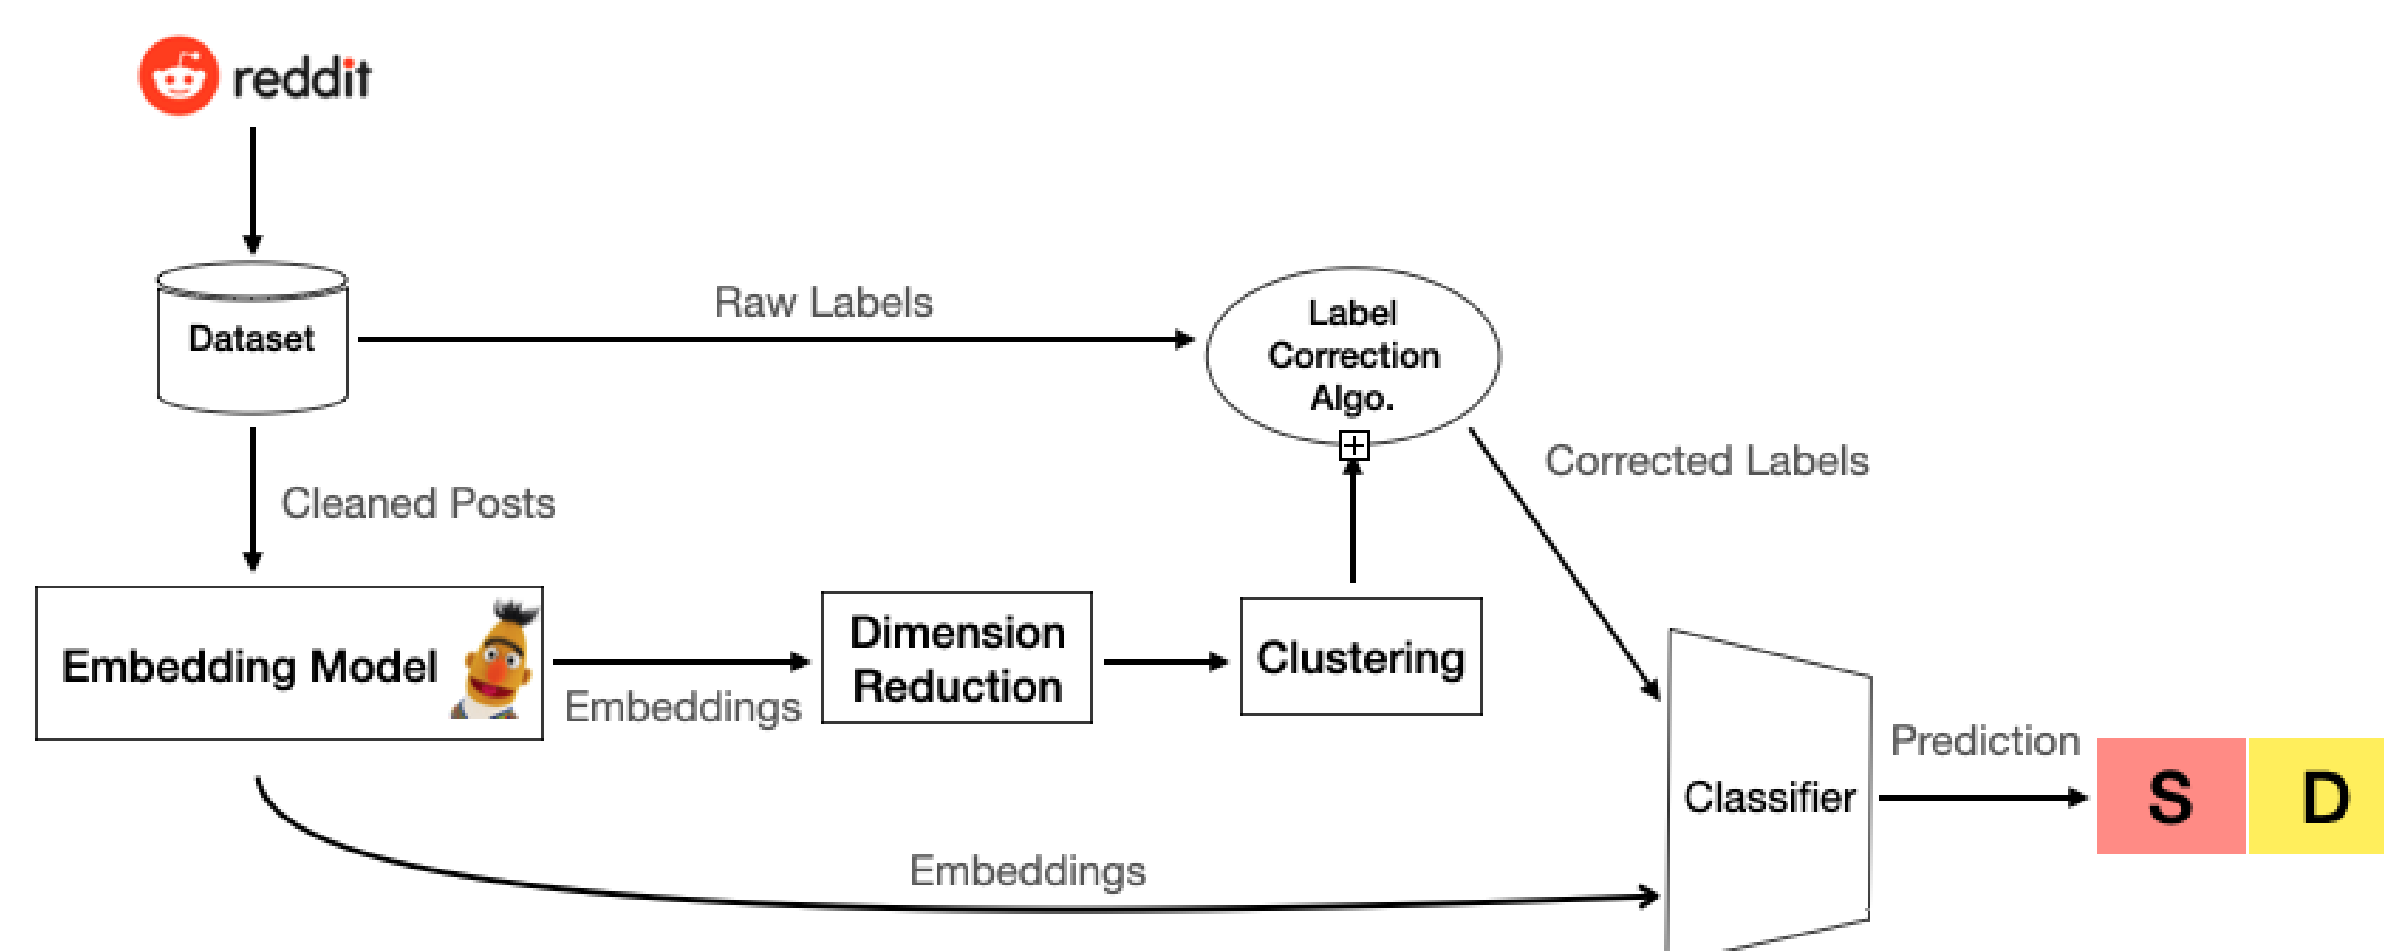 reddit
Raw Labels
Dataset
Label
Correction
Algo.
Cleaned Posts
Corrected Labels
Embedding Model
Embeddings
Dimension
Reduction
Clustering
Prediction
Classifier
S D
Embeddings